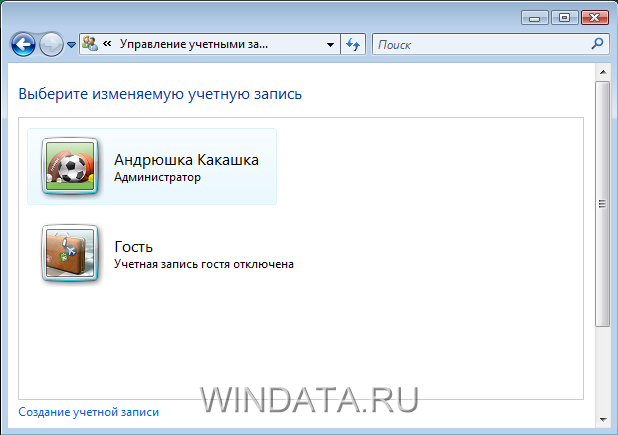 « Управление учетными за...
Поиск
Выберите изменяемую учетную запись
Андрюшка Какашка
Администратор
Гость
Учетная запись гостя отключена
Создание учетной записи
WINDATA.RU